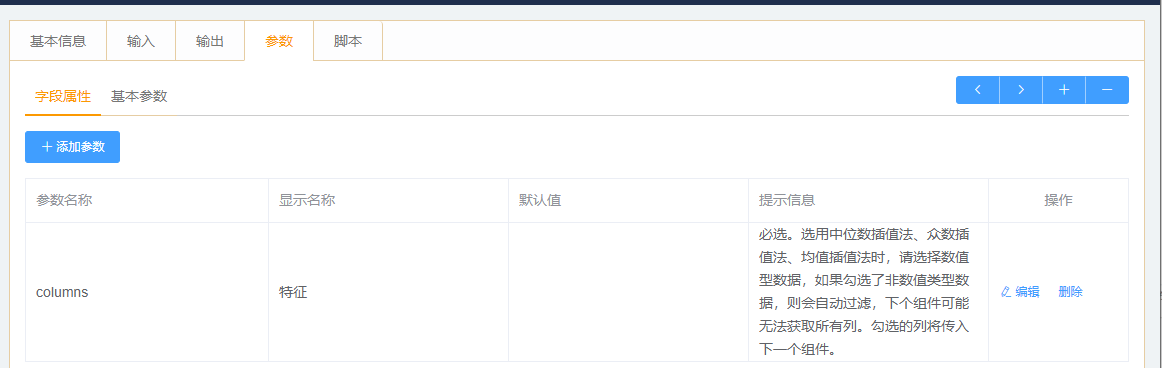 基本信息 输入 输出 参数 脚本
字段属性 基本参数
添加参数
参数名称 显示名称 默认值 提示信息 操作
必选。选用中位数插值法、众数插
值法、均值插值法时，请选择数值
型数据，如果勾选了非数值类型数
columns 特征 编辑 删除
据，则会自动过滤，下个组件可能
无法获取所有列。勾选的列将传入
下一个组件。